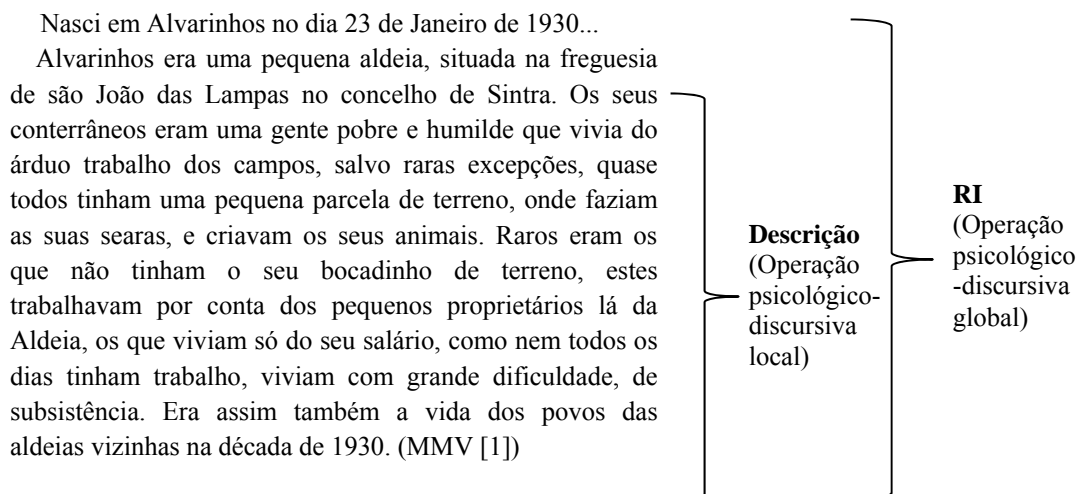 Nasci em Alvarinhos no dia 23 de Janeiro de 1930...
Alvarinhos era uma pequena aldeia, situada na freguesia
de são João das Lampas no concelho de Sintra. Os seus
conterrâneos eram uma gente pobre e humilde que vivia do
árduo trabalho dos campos, salvo raras excepções, quase
todos tinham uma pequena parcela de terreno, onde faziam
as suas searas, e criavam os seus animais. Raros eram os
que não tinham o seu bocadinho de terreno, estes
trabalhavam por conta dos pequenos proprietários lá da
Aldeia, os que viviam só do seu salário, como nem todos os
dias tinham trabalho, viviam com grande dificuldade, de
subsistência. Era assim também a vida dos povos das
aldeias vizinhas na década de 1930. (MMV [1])
Descrição
(Operação
psicológico-
discursiva
local)
RI
(Operação
psicológico
-discursiva
global)